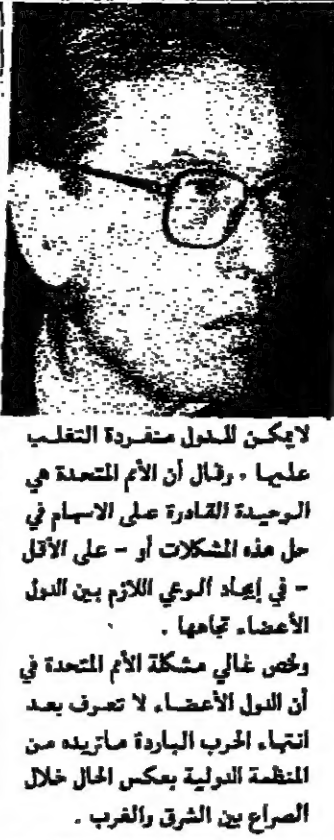 لايمكن للدول منفردة التغلب
عليها . وقال أن الأمم المتحدة هي
الوحيدة القادرة على الاسهام في
حل هذه المشكلات أو - على الأقل
- في إيجاد الوعي اللازم بين الدول
الأعضاء تجاهها .
ولخص غالي مشكلة الأمم المتحدة في
أن الدول الأعضاء لا تعرف بعد
انتهاء الحرب الباردة ماتريده من
المنظمة الدولية بعكس الحال خلال
الصراع بين الشرق والغرب .